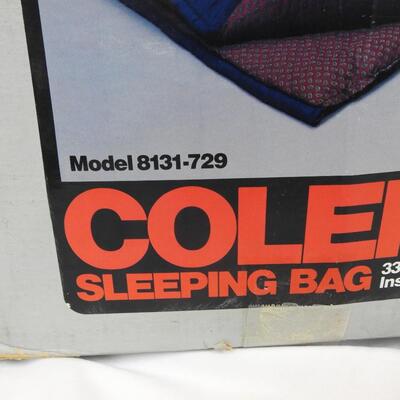 Model 8131-729
COLE
SLEEPING BAG 33
Ins